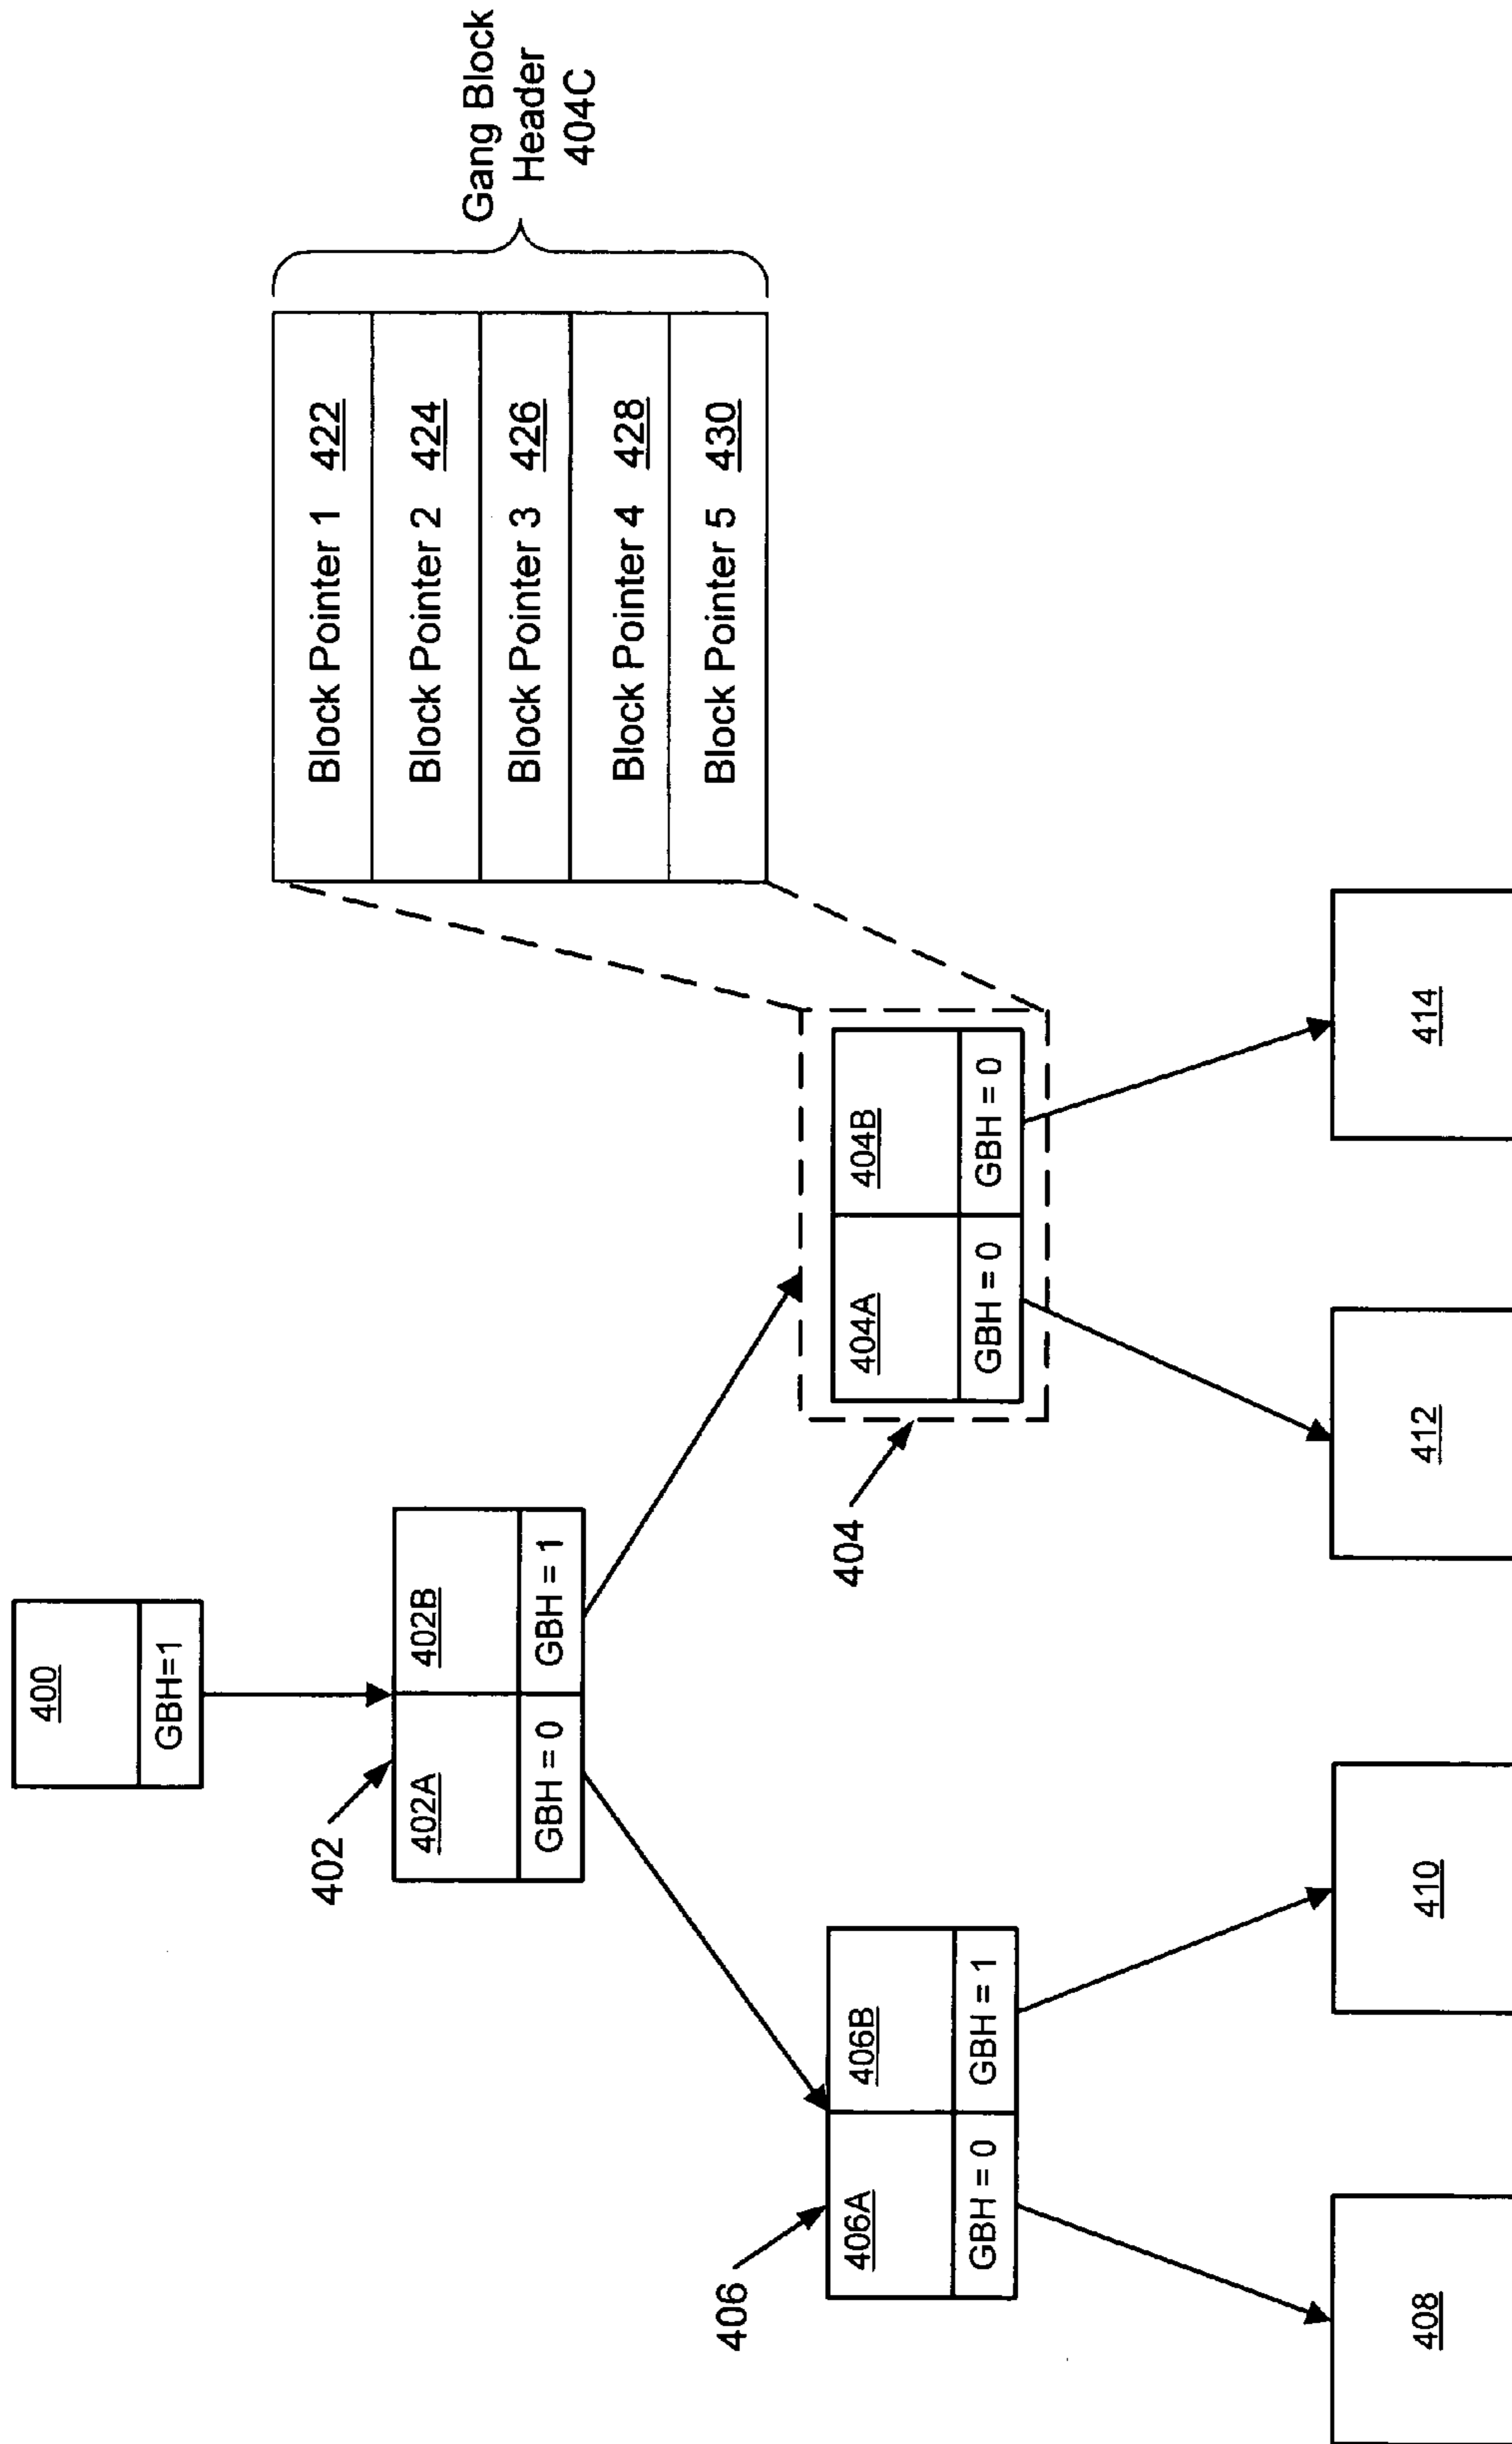 400
GBH=1
402
402A
402B
GBH = 0
GBH = 1
Gang Block
Header
404C
Block Pointer 1 422
Block Pointer 2 424
Block Pointer 3 426
Block Pointer 4 428
Block Pointer 5 430
406
406A
406B
GBH = 0
GBH = 1
404
404A
404B
GBH = 0
GBH = 0
408
410
412
414